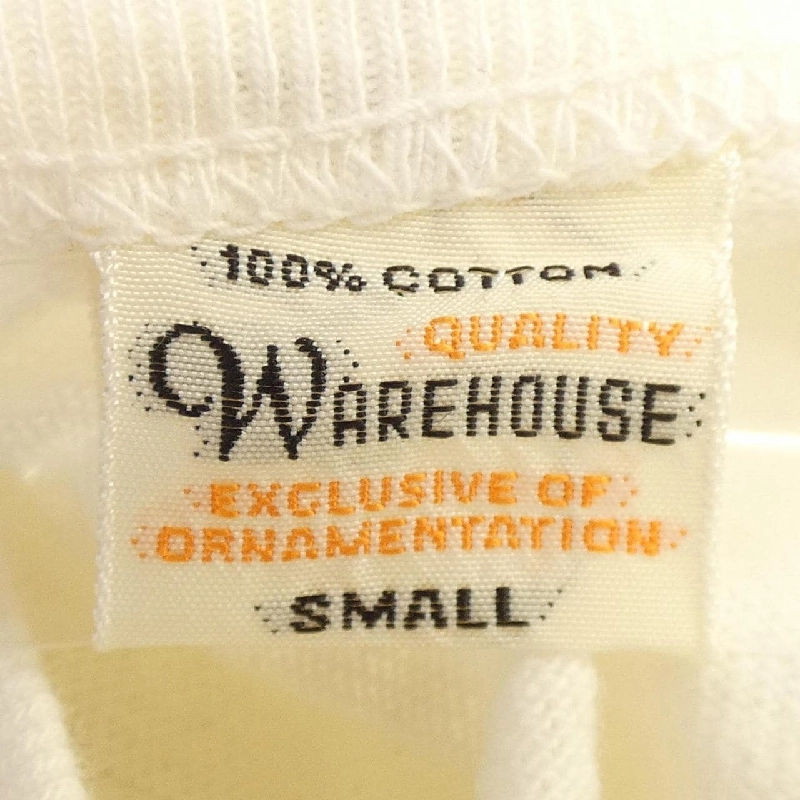 100% COTTON
QUALITY
WAREHOUSE
EXCLUSIVE OF
ORNAMENTATION
SMALL